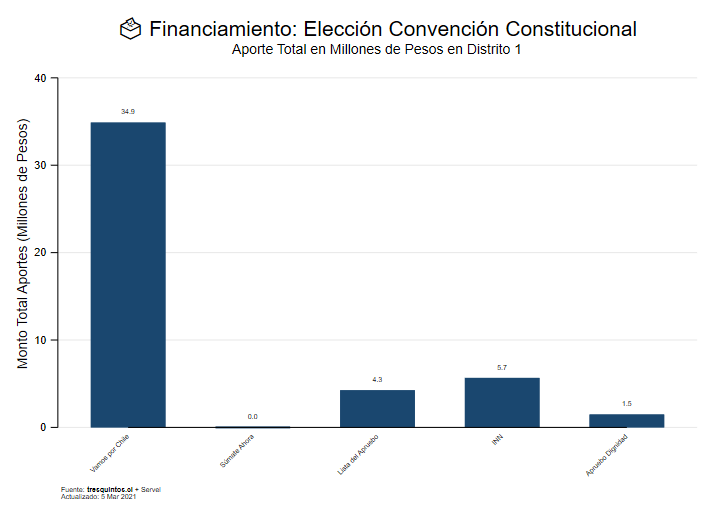 Financiamiento: Elección Convención Constitucional
Aporte Total en Millones de Pesos en Distrito 1
Monto Total Aportes (Millones de Pesos)
40
30
20
10
0
34.9
0.0
4.3
5.7
1.5
Vamos por Chile
Súmate Ahora
Lista del Apruebo
INN
Apruebo Dignidad
Fuente: tresquintos.cl + Servel
Actualizado: 5 Mar 2021